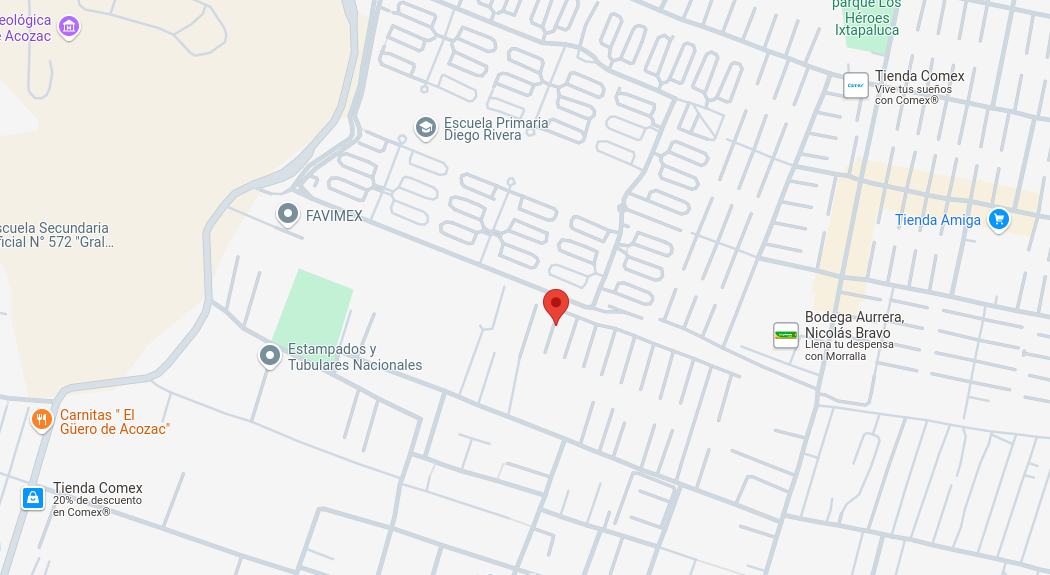 parque Los
Héroes
Ixtapaluca
eológica
e Acozac
Tienda Comex
Vive tus sueños
con Comex®
Comex
Escuela Primaria
Diego Rivera
FAVIMEX
Tienda Amiga
scuela Secundaria
ficial N° 572 "Gral...
Bodega Aurrera,
Nicolás Bravo
Llena tu despensa
con Morralla
Estampados y
Tubulares Nacionales
Carnitas " El
Güero de Acozac"
Tienda Comex
20% de descuento
en Comex®